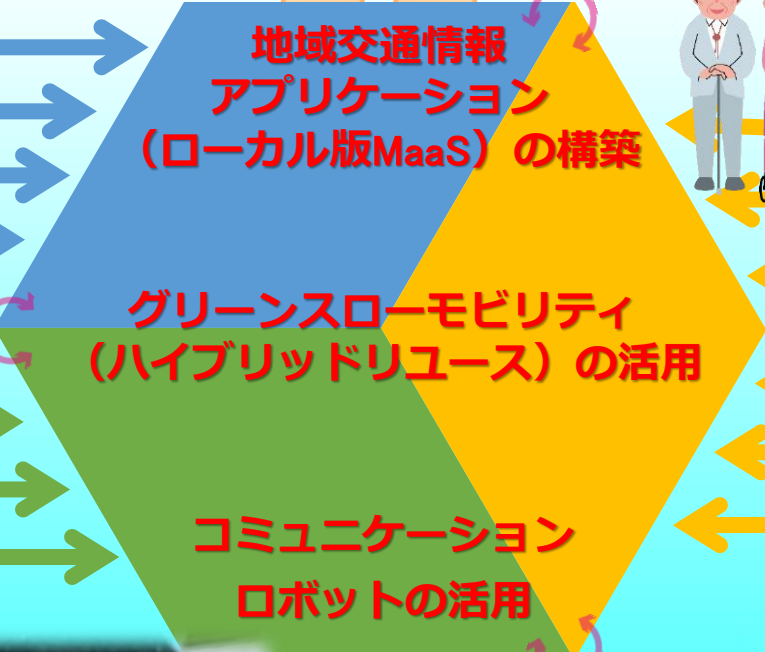 地域交通情報
アプリケーション
（ローカル版MaaS）の構築
グリーンスローモビリティ
（ハイブリッドリユース）の活用
コミュニケーション
ロボットの活用